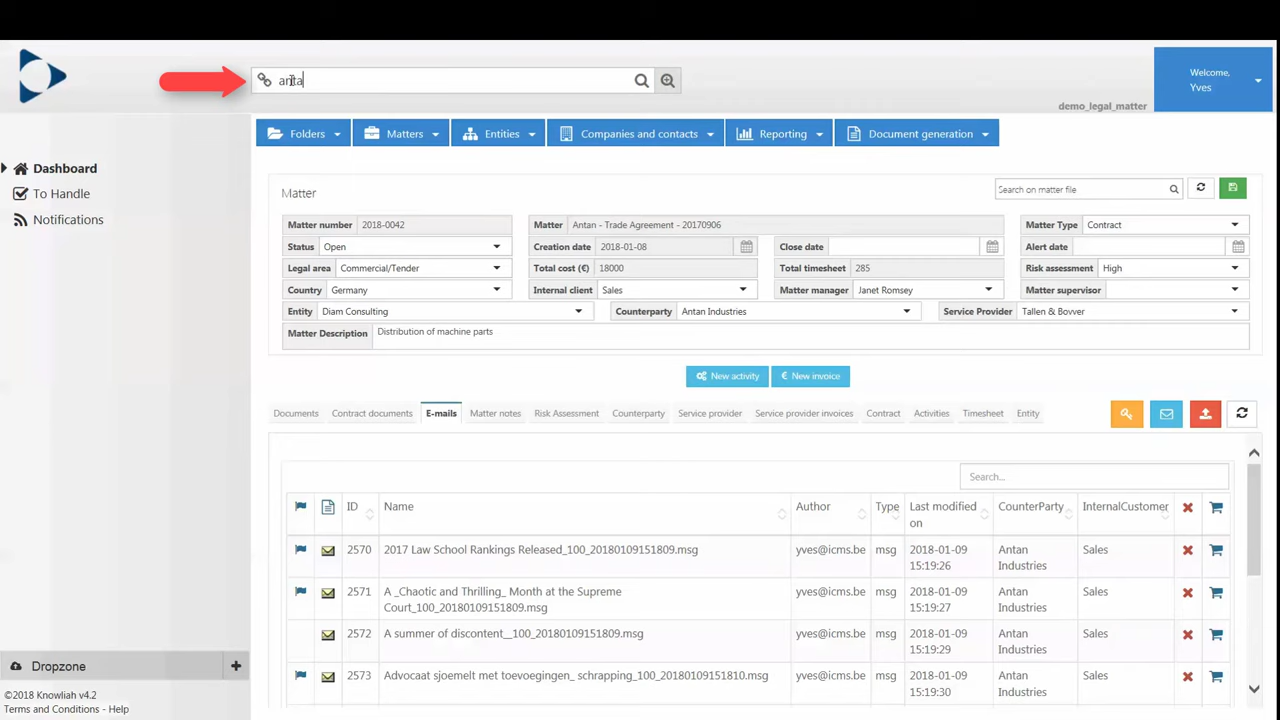 anta
Welcome,
Yves
demo_legal_matter
Folders Matters Entities Companies and contacts Reporting Document generation
Dashboard
To Handle
Notifications
Matter
Search on matter file
Matter number 2018-0042 Matter Antan - Trade Agreement - 20170906 Matter Type Contract
Status Open Creation date 2018-01-08 Close date Alert date
Legal area Commercial/Tender Total cost (€) 18000 Total timesheet 285 Risk assessment High
Country Germany Internal client Sales Matter manager Janet Romsey Matter supervisor
Entity Diam Consulting Counterparty Antan Industries Service Provider Tallen & Bovver
Matter Description Distribution of machine parts
New activity € New invoice
Documents Contract documents E-mails Matter notes Risk Assessment Counterparty Service provider Service provider invoices Contract Activities Timesheet Entity
Search...
ID Name Author Type Last modified on CounterParty InternalCustomer
2570 2017 Law School Rankings Released_100_20180109151809.msg yves@icms.be msg 2018-01-09 15:19:26 Antan Industries Sales
2571 A _Chaotic and Thrilling_ Month at the Supreme Court_100_20180109151809.msg yves@icms.be msg 2018-01-09 15:19:27 Antan Industries Sales
2572 A summer of discontent__100_20180109151809.msg yves@icms.be msg 2018-01-09 15:19:29 Antan Industries Sales
2573 Advocaat sjoemelt met toevoegingen_ schrapping_100_20180109151810.msg yves@icms.be msg 2018-01-09 15:19:30 Antan Industries Sales
Dropzone
©2018 Knowliah v4.2
Terms and Conditions - Help